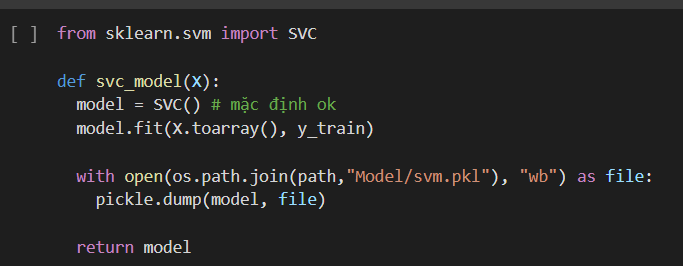 [ ] from sklearn.svm import SVC
def svc_model(X):
  model = SVC() # mặc định ok
  model.fit(X.toarray(), y_train)
  with open(os.path.join(path,"Model/svm.pkl"), "wb") as file:
    pickle.dump(model, file)
  return model